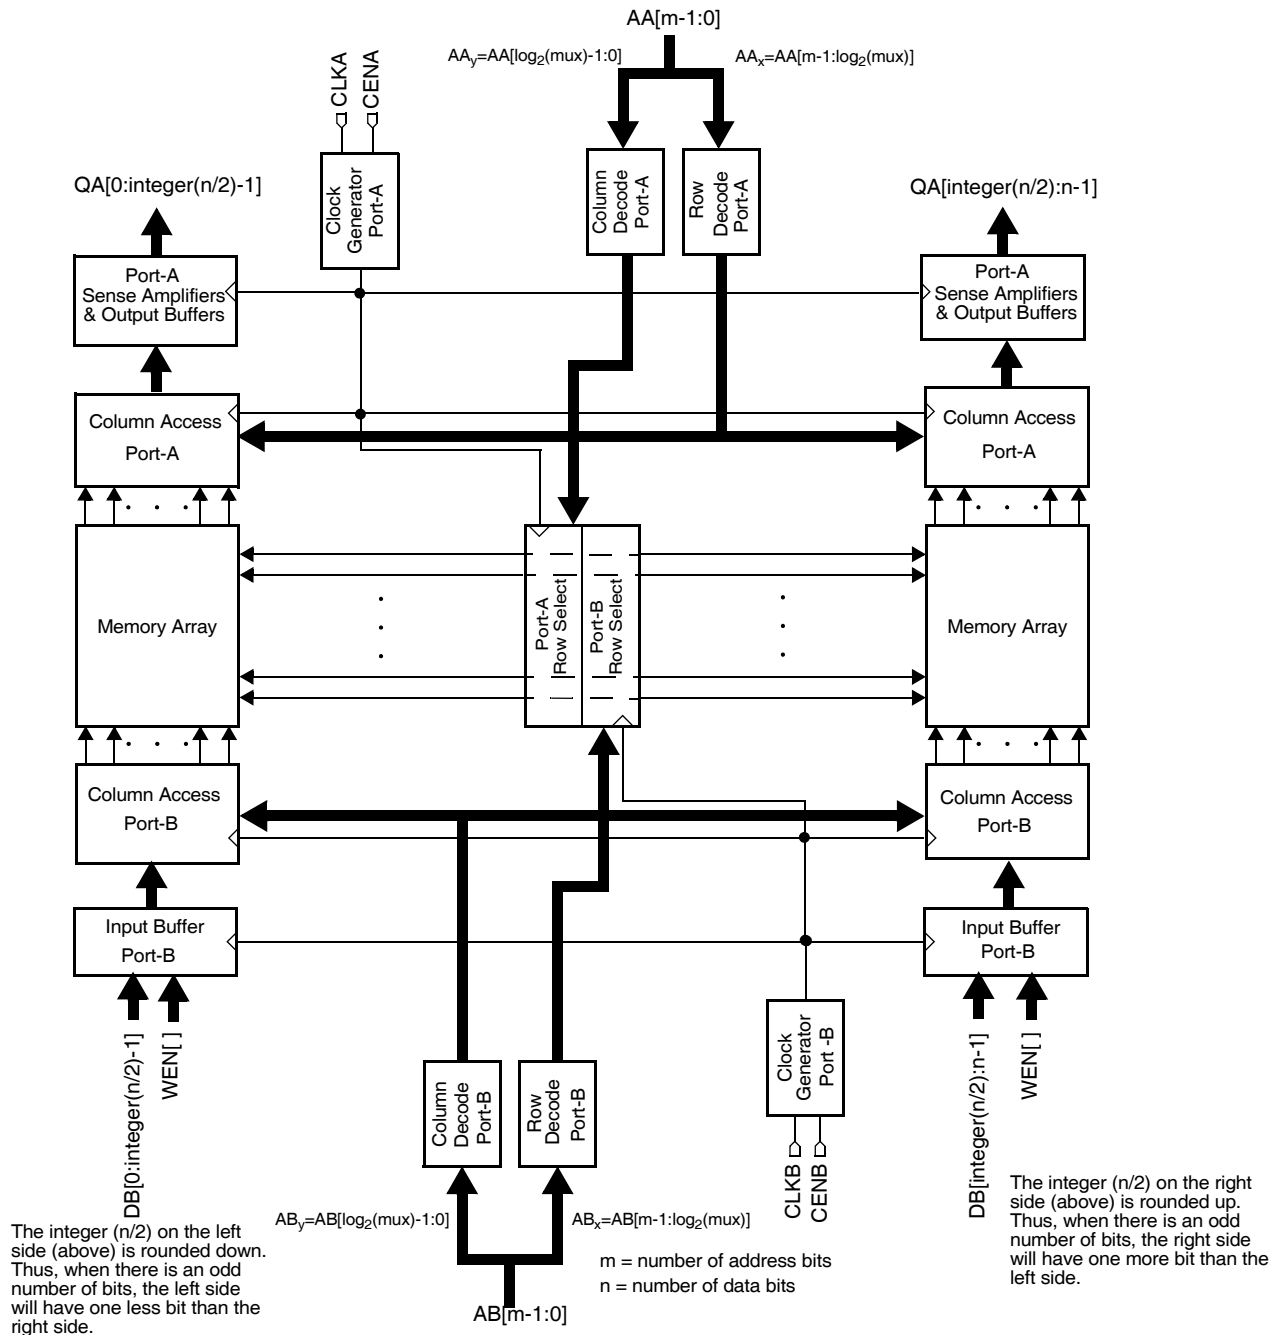 AA[m-1:0]
AAy=AA[log2(mux)-1:0]
AAx=AA[m-1:log2(mux)]
CLKA
CENA
Clock
Generator
Port-A
Column
Decode
Port-A
Row
Decode
Port-A
QA[0:integer(n/2)-1]
QA[integer(n/2):n-1]
Port-A
Sense Amplifiers
& Output Buffers
Port-A
Sense Amplifiers
& Output Buffers
Column Access
Port-A
Column Access
Port-A
Memory Array
Port-A
Row Select
Port-B
Row Select
Memory Array
Column Access
Port-B
Column Access
Port-B
Input Buffer
Port-B
Input Buffer
Port-B
DB[0:integer(n/2)-1]
WEN[ ]
Column
Decode
Port-B
Row
Decode
Port-B
Clock
Generator
Port -B
CLKB
CENB
DB[integer(n/2):n-1]
WEN[ ]
The integer (n/2) on the left
side (above) is rounded down.
Thus, when there is an odd
number of bits, the left side
will have one less bit than the
right side.
ABy=AB[log2(mux)-1:0]
ABx=AB[m-1:log2(mux)]
AB[m-1:0]
m = number of address bits
n = number of data bits
The integer (n/2) on the right
side (above) is rounded up.
Thus, when there is an odd
number of bits, the right side
will have one more bit than the
left side.